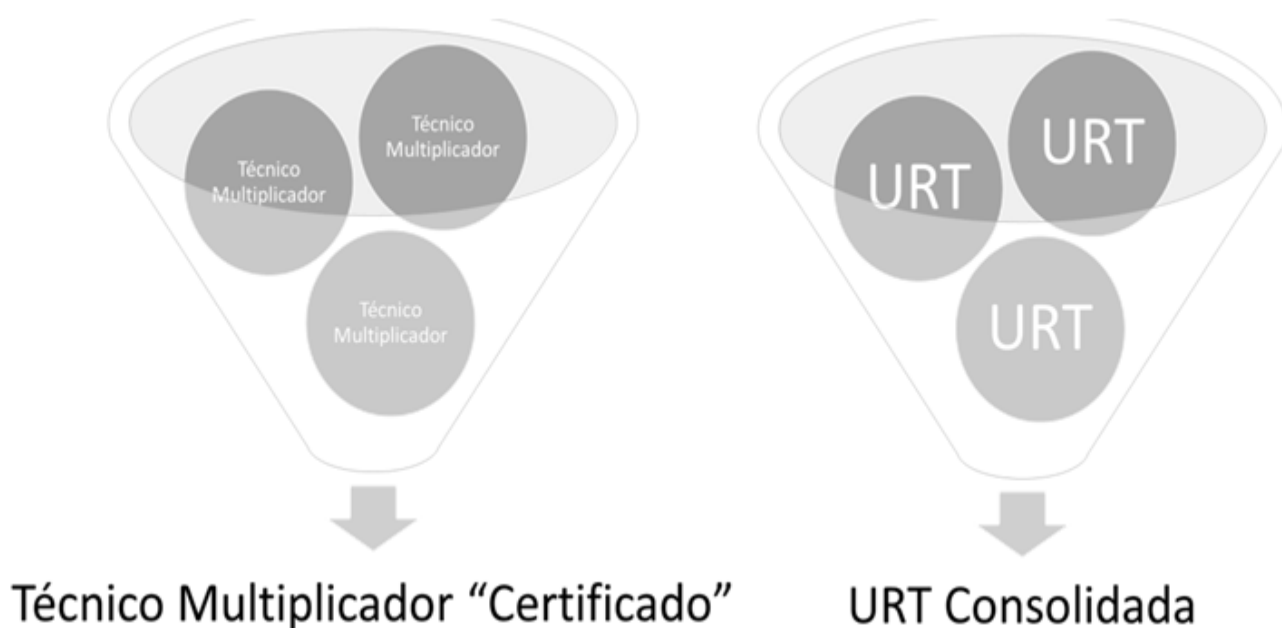 Técnico
Multiplicador
Técnico
Multiplicador
Técnico
Multiplicador
Técnico Multiplicador “Certificado”
URT
URT
URT
URT Consolidada